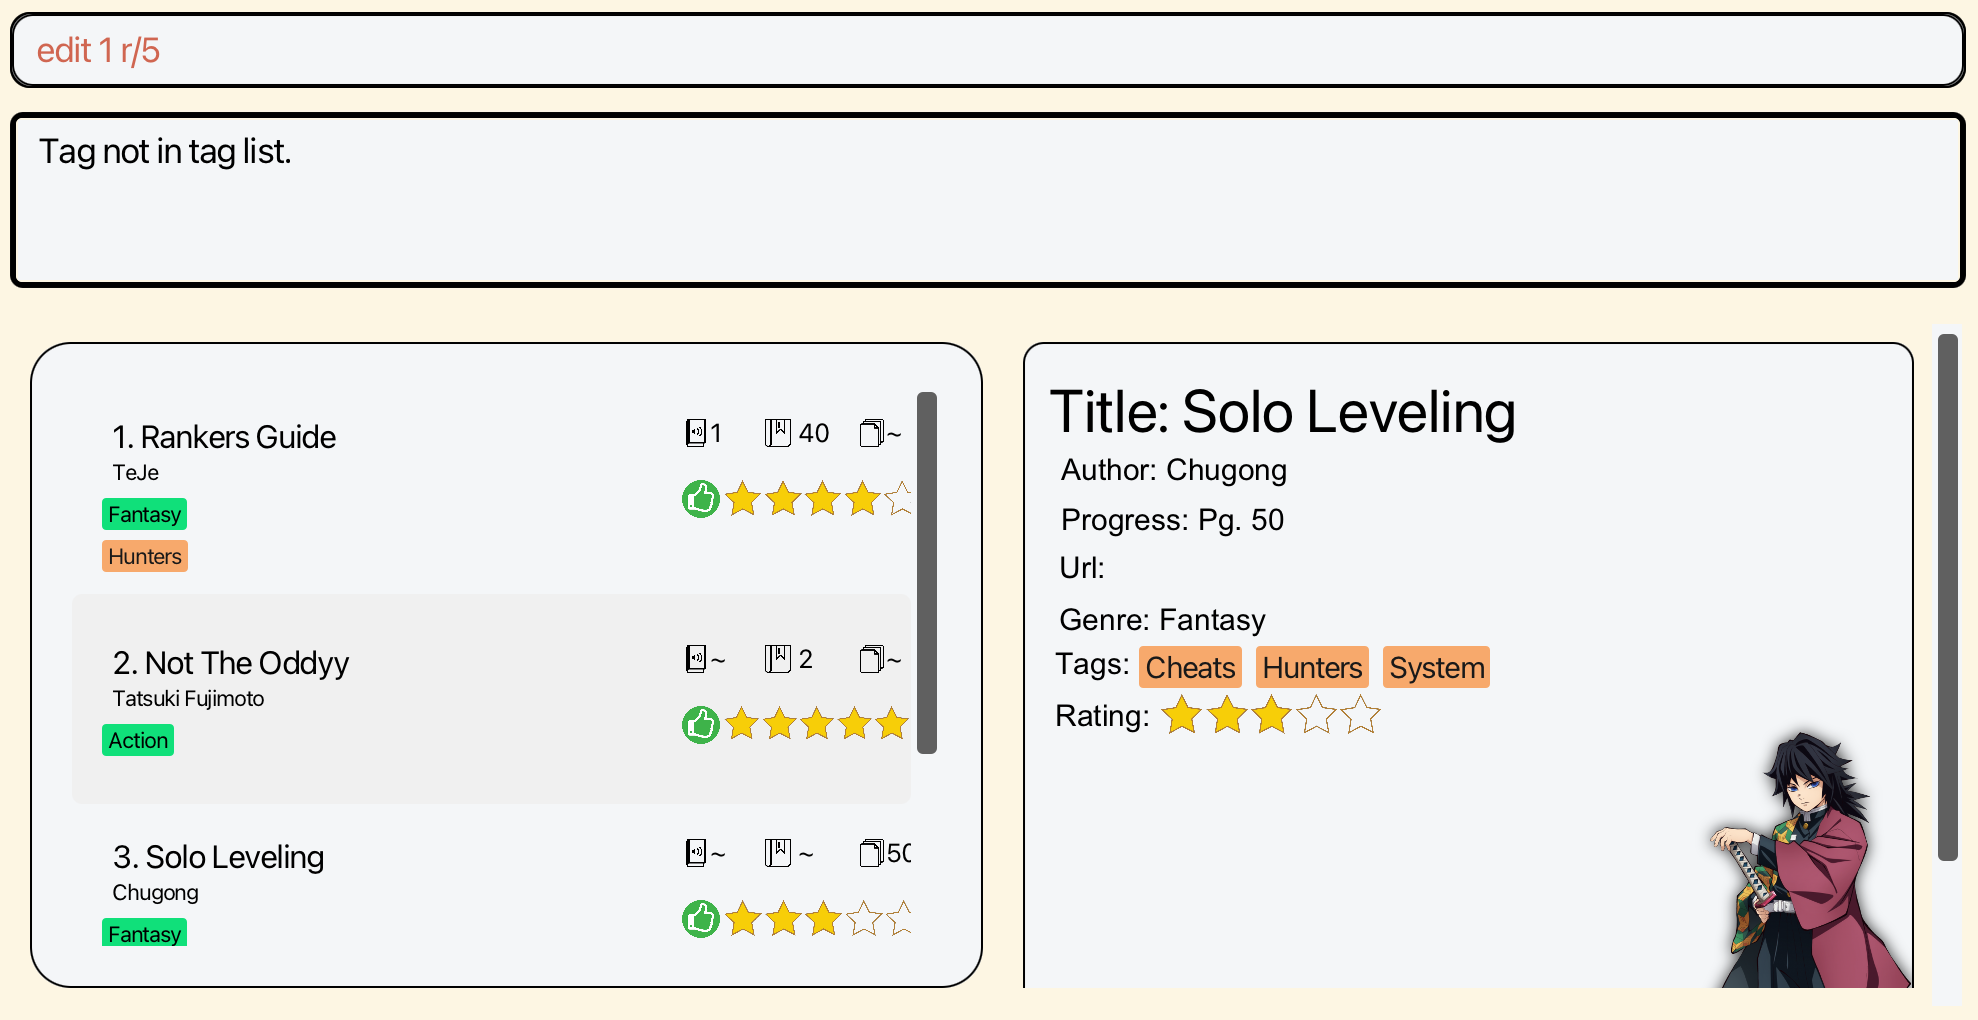 edit 1 r/5
Tag not in tag list.
1. Rankers Guide
1 40 ~
TeJe
Fantasy
Hunters
2. Not The Oddyy
~ 2 ~
Tatsuki Fujimoto
Action
3. Solo Leveling
~ ~ 50
Chugong
Fantasy
Title: Solo Leveling
Author: Chugong
Progress: Pg. 50
Url:
Genre: Fantasy
Tags: Cheats Hunters System
Rating: